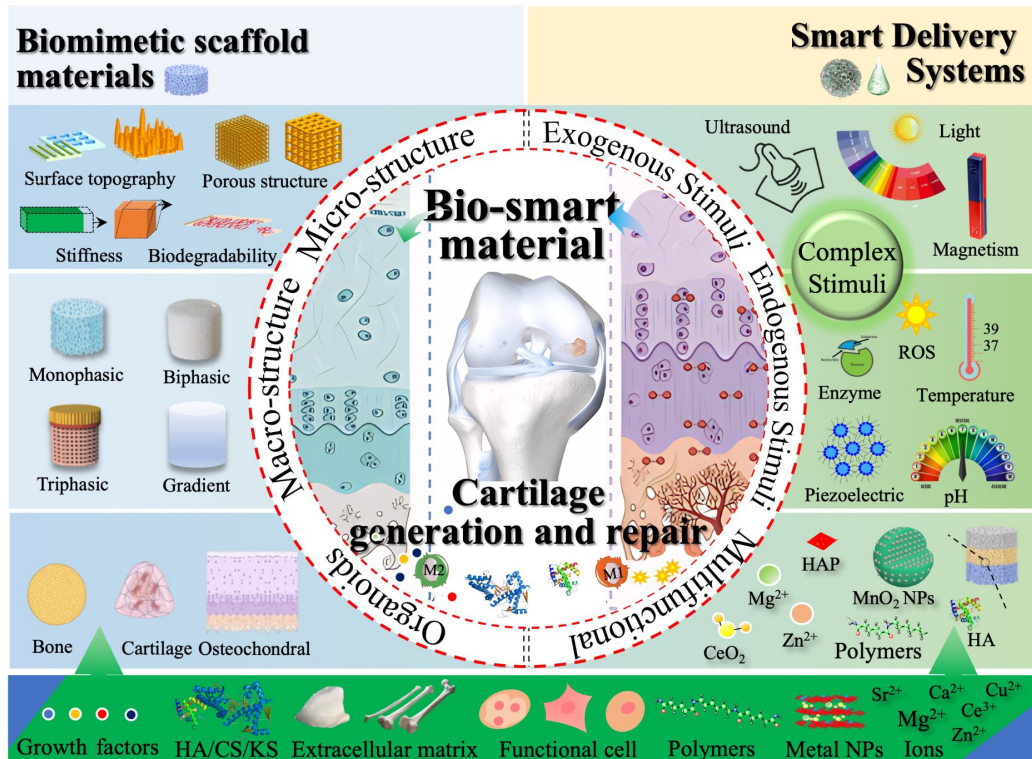 Biomimetic scaffold
materials
Smart Delivery
Systems
Surface topography
Porous structure
Stiffness
Biodegradability
Monophasic
Biphasic
Triphasic
Gradient
Bone
Cartilage
Osteochondral
Micro-structure
Macro-structure
Organoids
Exogenous Stimuli
Endogenous Stimuli
Multifunctional
Bio-smart
material
Cartilage
generation and repair
M2
M1
Ultrasound
Light
Magnetism
Complex
Stimuli
ROS
39
37
Enzyme
Temperature
Piezoelectric
pH
HAP
MnO₂ NPs
Mg²⁺
Zn²⁺
CeO₂
Polymers
HA
Growth factors
HA/CS/KS
Extracellular matrix
Functional cell
Polymers
Metal NPs
Ions
Sr²⁺
Ca²⁺
Cu²⁺
Mg²⁺
Ce³⁺
Zn²⁺